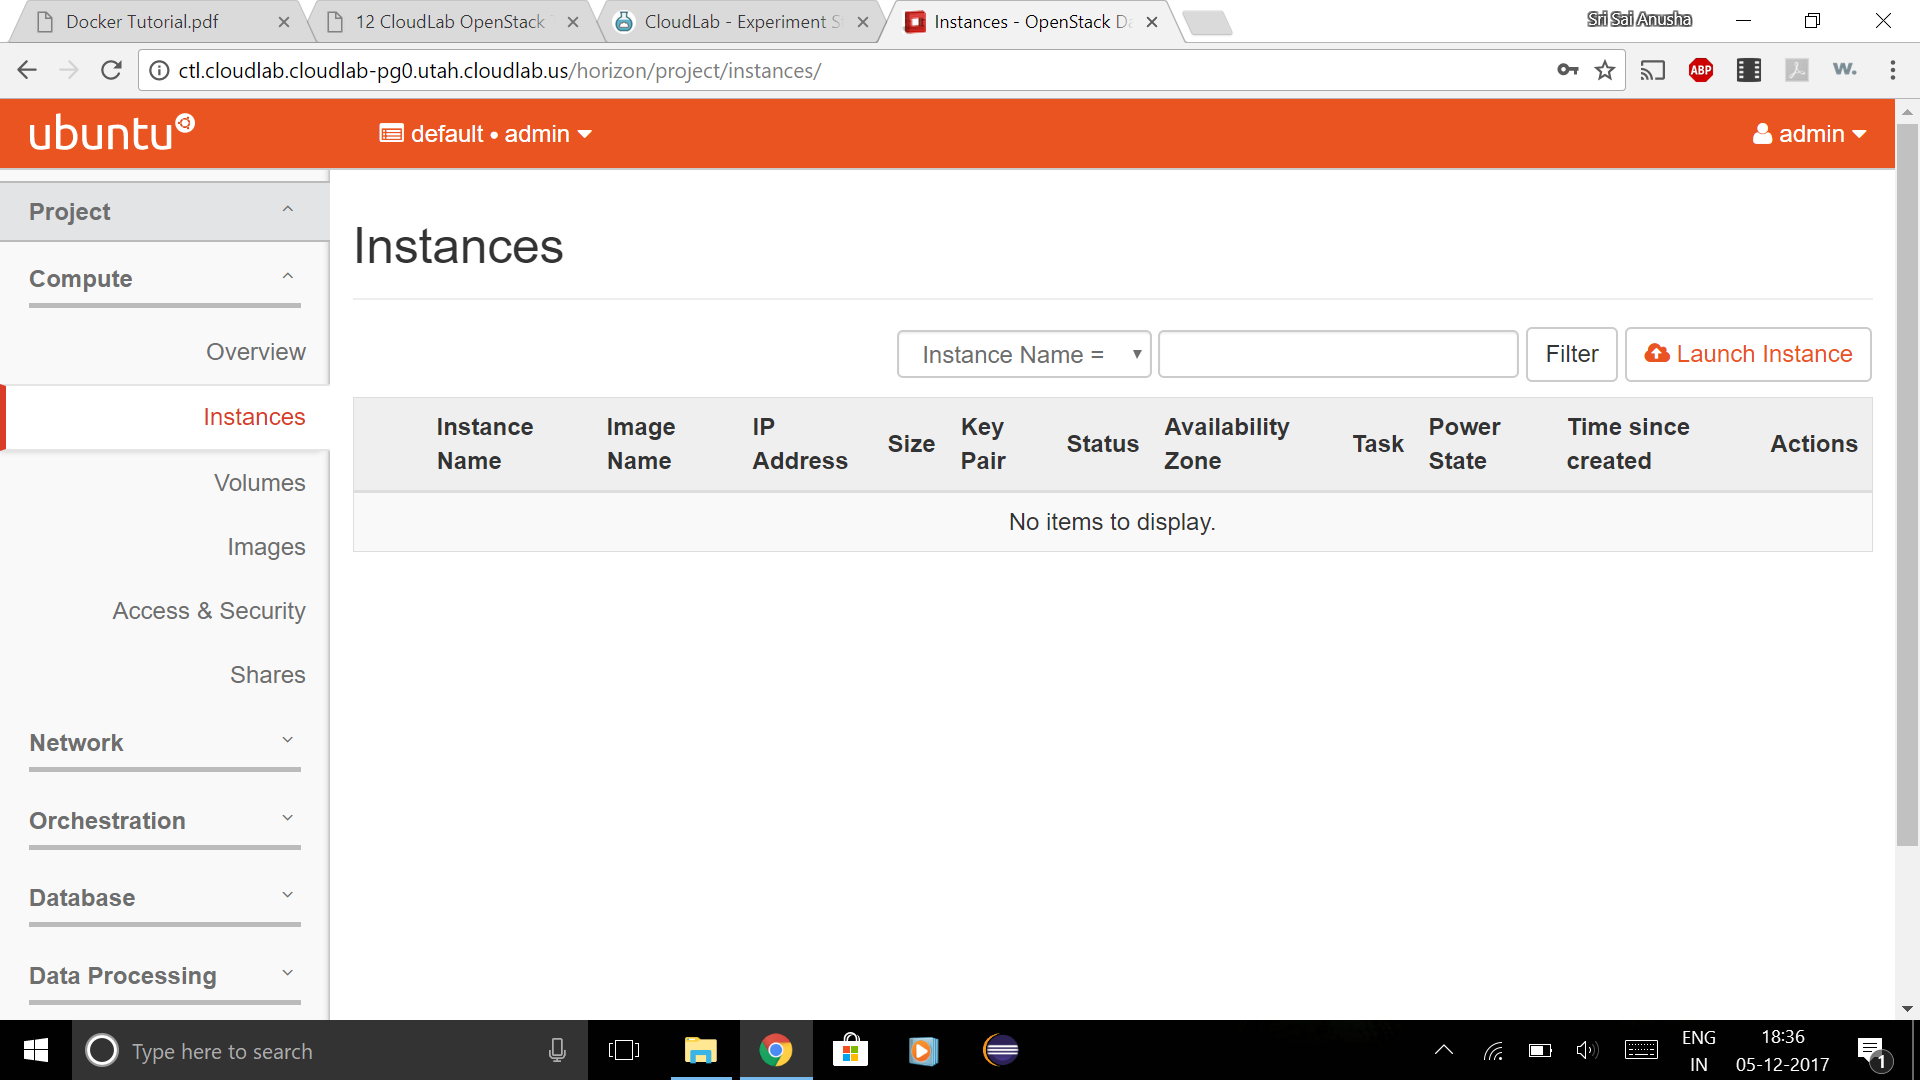 Docker Tutorial.pdf
12 CloudLab OpenStack
CloudLab - Experiment S
Instances - OpenStack Da
Sri Sai Anusha
ctl.cloudlab.cloudlab-pg0.utah.cloudlab.us/horizon/project/instances/
ABP
w.
ubuntu
default • admin
admin
Project
Compute
Overview
Instances
Volumes
Images
Access & Security
Shares
Network
Orchestration
Database
Data Processing
Instances
Instance Name =
Filter
Launch Instance
Instance Name
Image Name
IP Address
Size
Key Pair
Status
Availability Zone
Task
Power State
Time since created
Actions
No items to display.
Type here to search
ENG
IN
18:36
05-12-2017
1